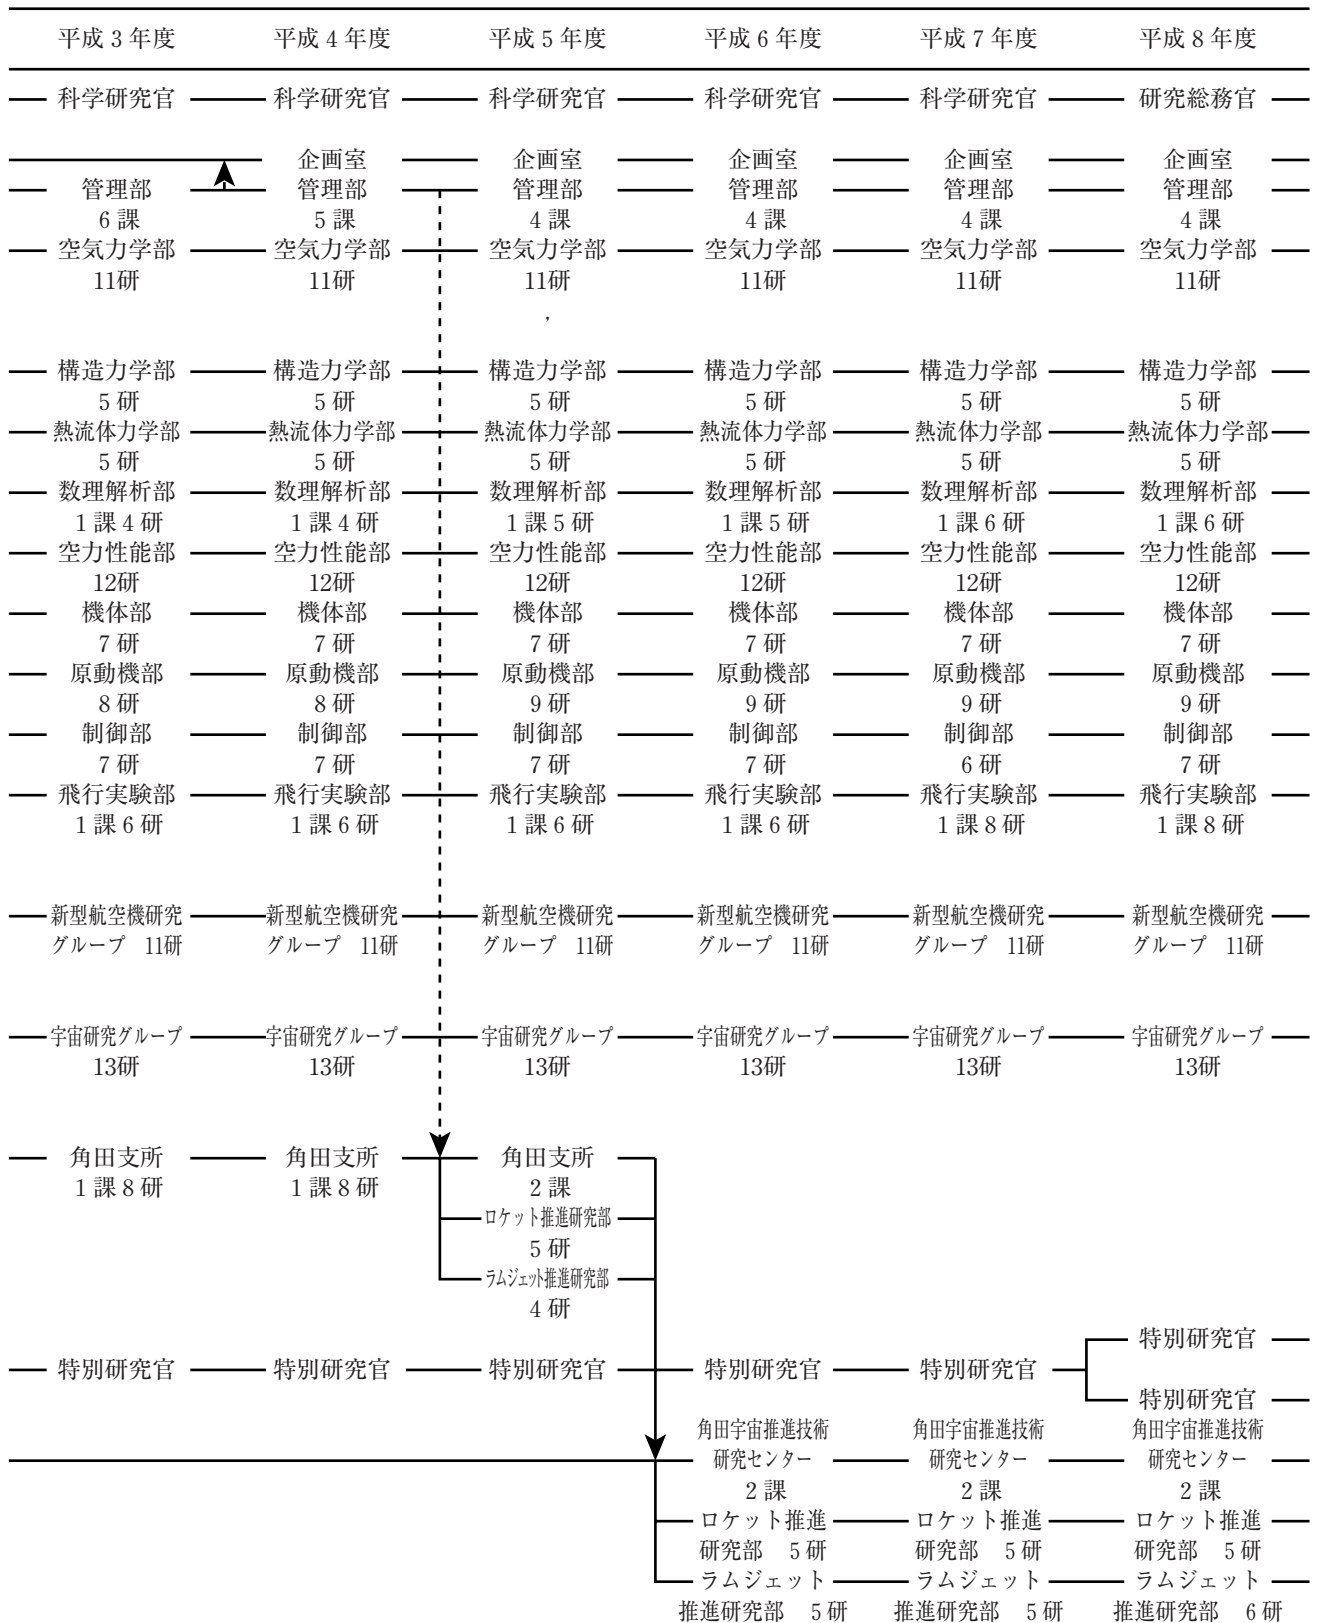 平成 3 年度 平成 4 年度 平成 5 年度 平成 6 年度 平成 7 年度 平成 8 年度
科学研究官 科学研究官 科学研究官 科学研究官 科学研究官 研究総務官
企画室 企画室 企画室 企画室 企画室
管理部 管理部 管理部 管理部 管理部 管理部
6 課 5 課 4 課 4 課 4 課 4 課
空気力学部 空気力学部 空気力学部 空気力学部 空気力学部 空気力学部
11研 11研 11研 11研 11研 11研
，
構造力学部 構造力学部 構造力学部 構造力学部 構造力学部 構造力学部
5 研 5 研 5 研 5 研 5 研 5 研
熱流体力学部 熱流体力学部 熱流体力学部 熱流体力学部 熱流体力学部 熱流体力学部
5 研 5 研 5 研 5 研 5 研 5 研
数理解析部 数理解析部 数理解析部 数理解析部 数理解析部 数理解析部
1 課 4 研 1 課 4 研 1 課 5 研 1 課 5 研 1 課 6 研 1 課 6 研
空力性能部 空力性能部 空力性能部 空力性能部 空力性能部 空力性能部
12研 12研 12研 12研 12研 12研
機体部 機体部 機体部 機体部 機体部 機体部
7 研 7 研 7 研 7 研 7 研 7 研
原動機部 原動機部 原動機部 原動機部 原動機部 原動機部
8 研 8 研 9 研 9 研 9 研 9 研
制御部 制御部 制御部 制御部 制御部 制御部
7 研 7 研 7 研 7 研 6 研 7 研
飛行実験部 飛行実験部 飛行実験部 飛行実験部 飛行実験部 飛行実験部
1 課 6 研 1 課 6 研 1 課 6 研 1 課 6 研 1 課 8 研 1 課 8 研
新型航空機研究 新型航空機研究 新型航空機研究 新型航空機研究 新型航空機研究 新型航空機研究
グループ 11研 グループ 11研 グループ 11研 グループ 11研 グループ 11研 グループ 11研
宇宙研究グループ 宇宙研究グループ 宇宙研究グループ 宇宙研究グループ 宇宙研究グループ 宇宙研究グループ
13研 13研 13研 13研 13研 13研
角田支所 角田支所 角田支所
1 課 8 研 1 課 8 研 2 課
ロケット推進研究部
5 研
ラムジェット推進研究部
4 研
特別研究官
特別研究官 特別研究官 特別研究官 特別研究官 特別研究官
特別研究官
角田宇宙推進技術 角田宇宙推進技術 角田宇宙推進技術
研究センター 研究センター 研究センター
2 課 2 課 2 課
ロケット推進 ロケット推進 ロケット推進
研究部 5 研 研究部 5 研 研究部 5 研
ラムジェット ラムジェット ラムジェット
推進研究部 5 研 推進研究部 5 研 推進研究部 6 研